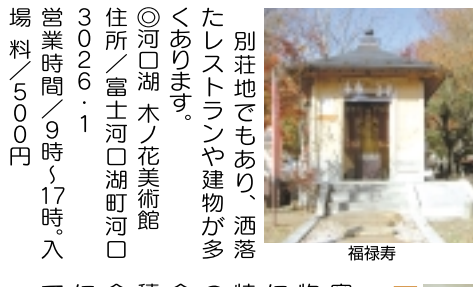 別荘地でもあり、洒落
たレストランや建物が多
くあります。
◎河口湖 木ノ花美術館
住所／富士河口湖町河口
3026・1
営業時間／9時〜17時。入
場 料／500円
福禄寿